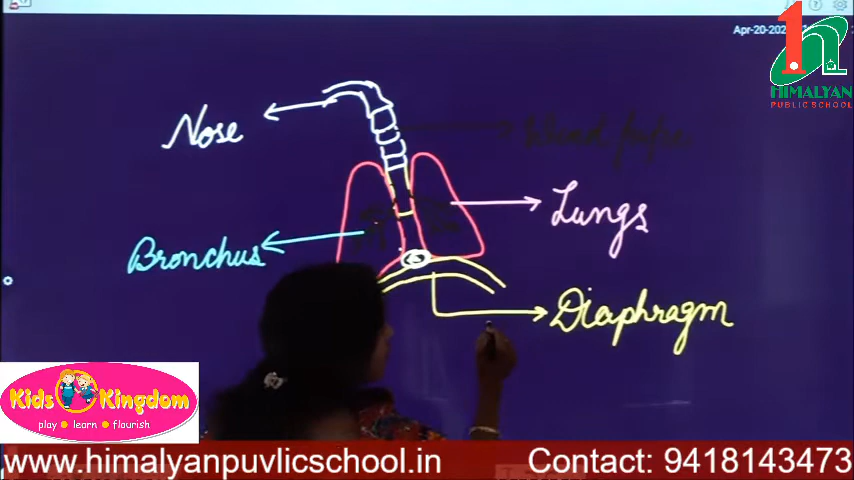 Apr-20-202
HIMALYAN
PUBLIC SCHOOL
Nose
Wind pipe
Lungs
Bronchus
Diaphragm
Kids Kingdom
play • learn • flourish
www.himalyanpuvlicschool.in
Contact: 9418143473